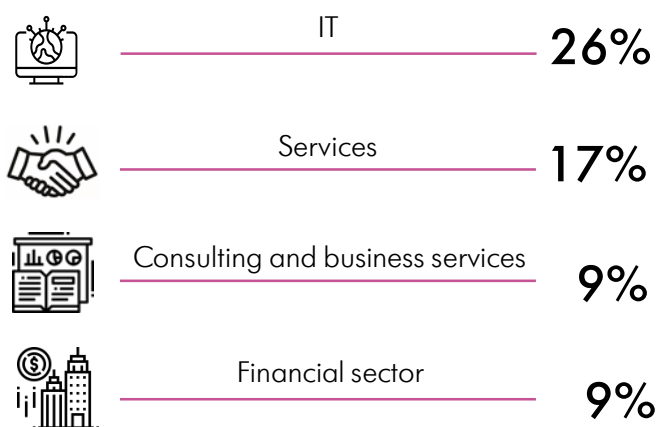 IT
26%
Services
17%
Consulting and business services
9%
Financial sector
9%